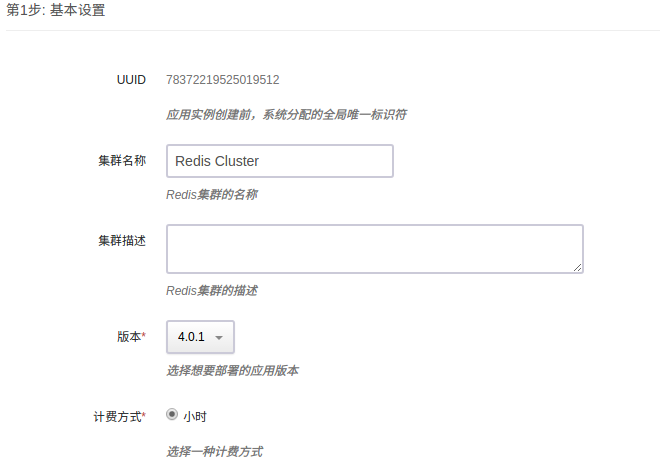 第1步: 基本设置
UUID 78372219525019512
应用实例创建前，系统分配的全局唯一标识符
集群名称 Redis Cluster
Redis集群的名称
集群描述
Redis集群的描述
版本* 4.0.1
选择想要部署的应用版本
计费方式* 小时
选择一种计费方式